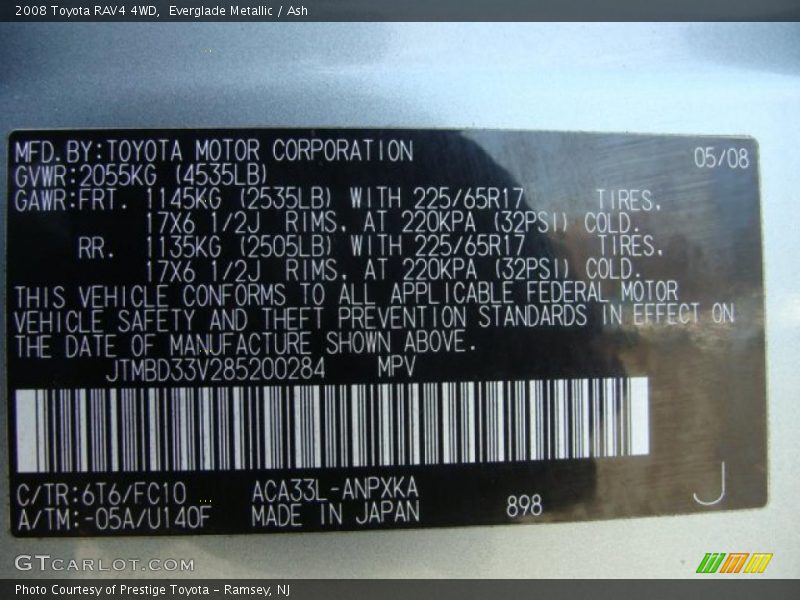 2008 Toyota RAV4 4WD,  Everglade Metallic / Ash
MFD.BY:TOYOTA MOTOR CORPORATION 05/08
GVWR:2055KG (4535LB)
GAWR:FRT. 1145KG (2535LB) WITH 225/65R17 TIRES,
17X6 1/2J RIMS, AT 220KPA (32PSI) COLD.
RR. 1135KG (2505LB) WITH 225/65R17 TIRES,
17X6 1/2J RIMS, AT 220KPA (32PSI) COLD.
THIS VEHICLE CONFORMS TO ALL APPLICABLE FEDERAL MOTOR
VEHICLE SAFETY AND THEFT PREVENTION STANDARDS IN EFFECT ON
THE DATE OF MANUFACTURE SHOWN ABOVE.
JTMBD33V285200284 MPV
C/TR:6T6/FC10 ACA33L-ANPXKA
A/TM:-05A/U140F MADE IN JAPAN 898 J
GTCARLOT.COM
Photo Courtesy of Prestige Toyota - Ramsey, NJ